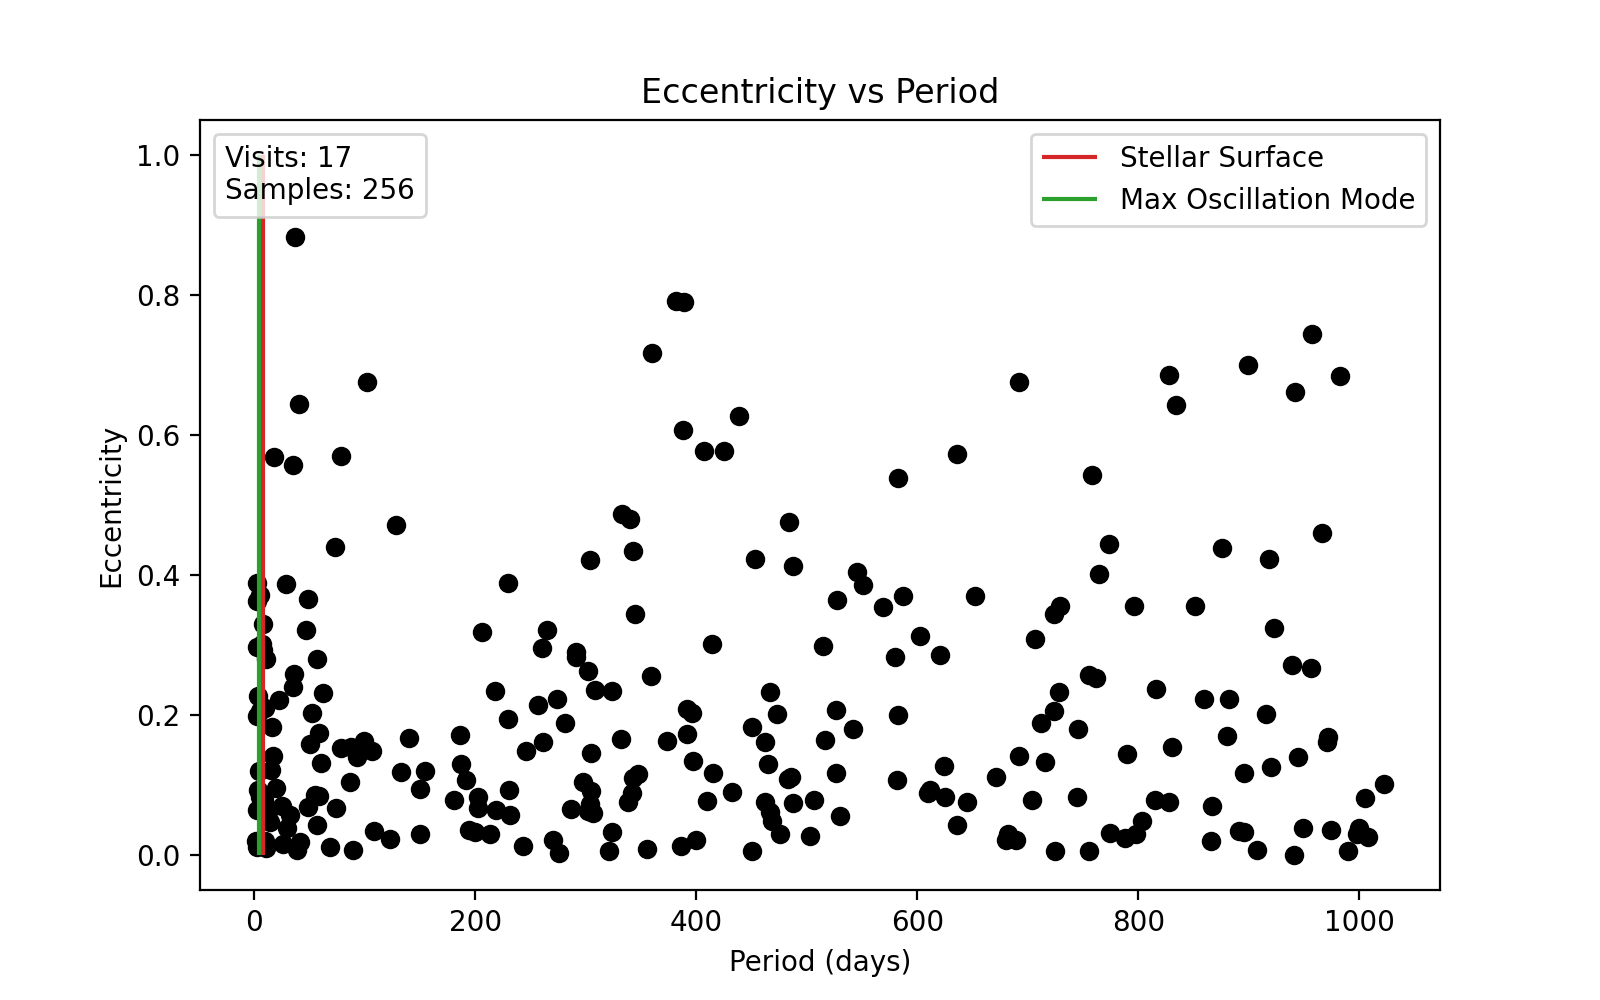 Eccentricity vs Period
Visits: 17
Samples: 256
Stellar Surface
Max Oscillation Mode
1.0
0.8
0.6
0.4
0.2
0.0
Eccentricity
0
200
400
600
800
1000
Period (days)